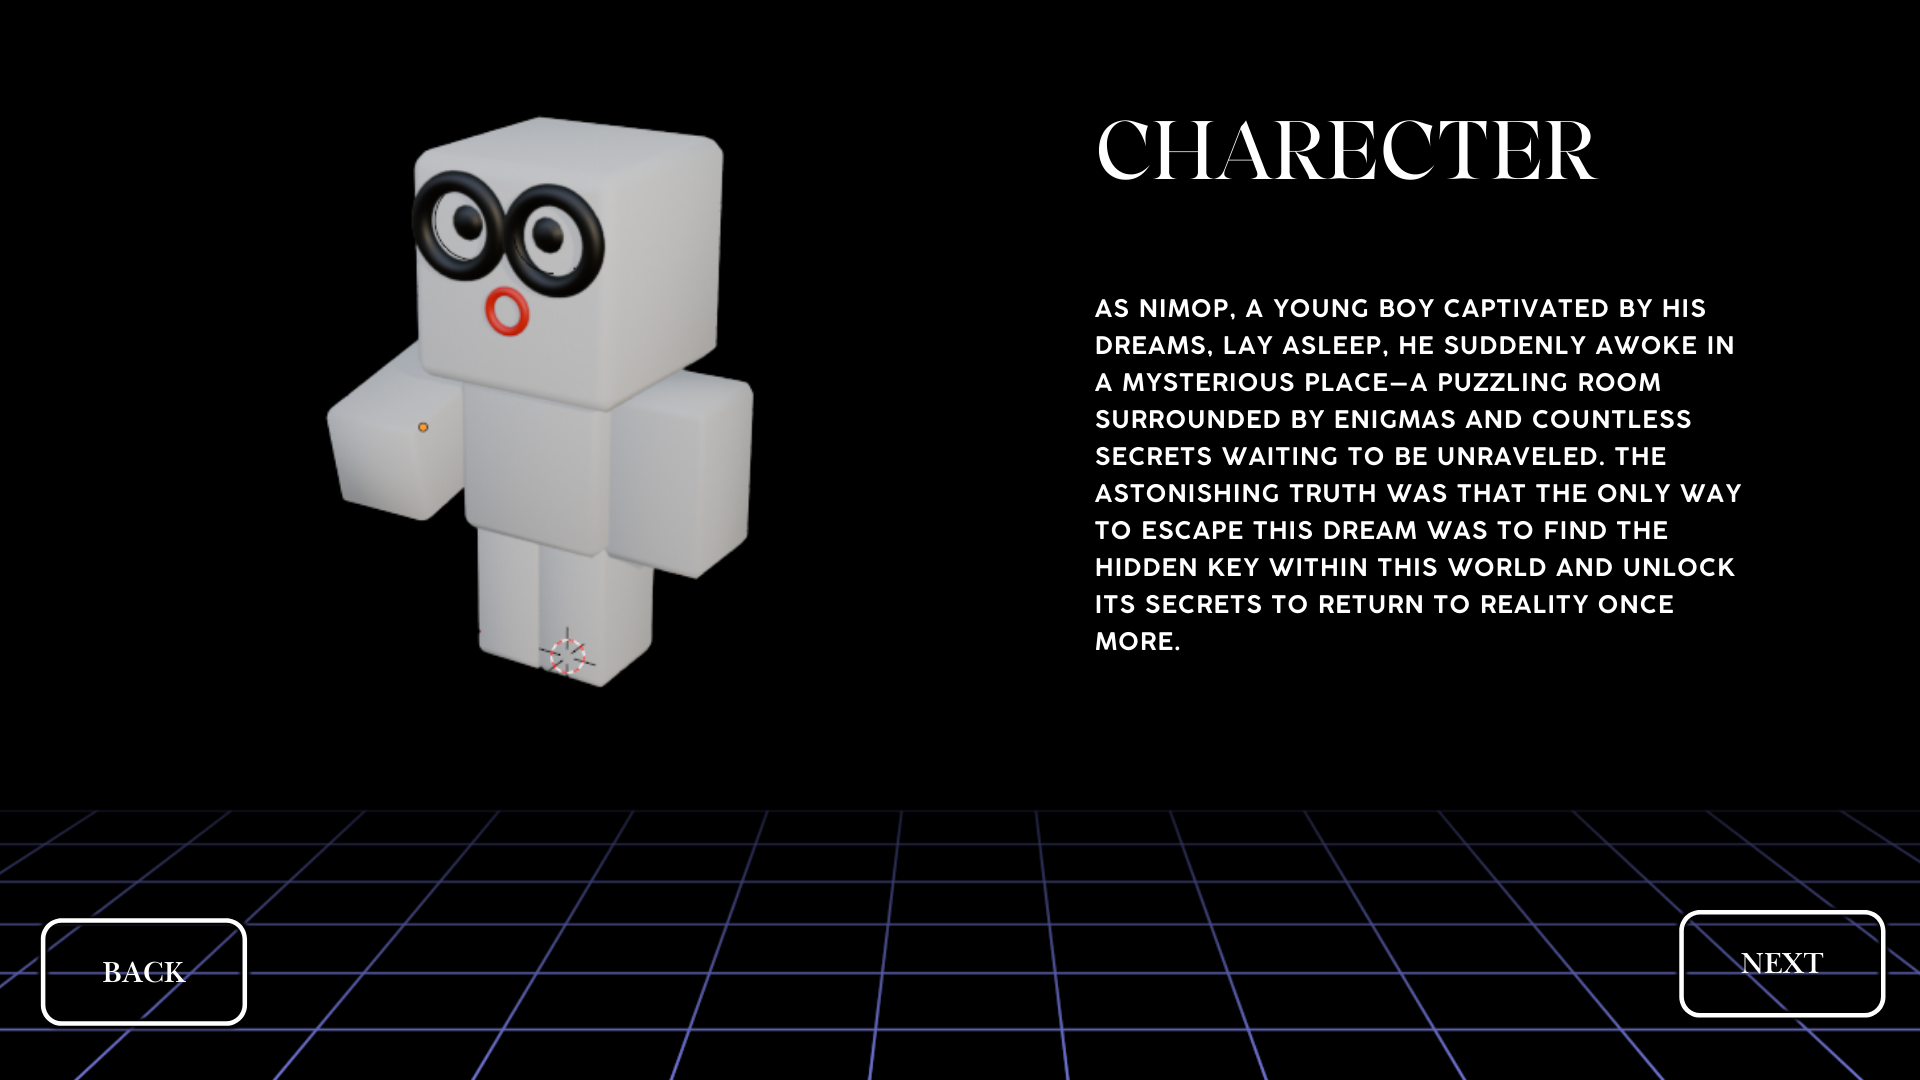 CHARECTER
AS NIMOP, A YOUNG BOY CAPTIVATED BY HIS
DREAMS, LAY ASLEEP, HE SUDDENLY AWOKE IN
A MYSTERIOUS PLACE—A PUZZLING ROOM
SURROUNDED BY ENIGMAS AND COUNTLESS
SECRETS WAITING TO BE UNRAVELED. THE
ASTONISHING TRUTH WAS THAT THE ONLY WAY
TO ESCAPE THIS DREAM WAS TO FIND THE
HIDDEN KEY WITHIN THIS WORLD AND UNLOCK
ITS SECRETS TO RETURN TO REALITY ONCE
MORE.
BACK
NEXT